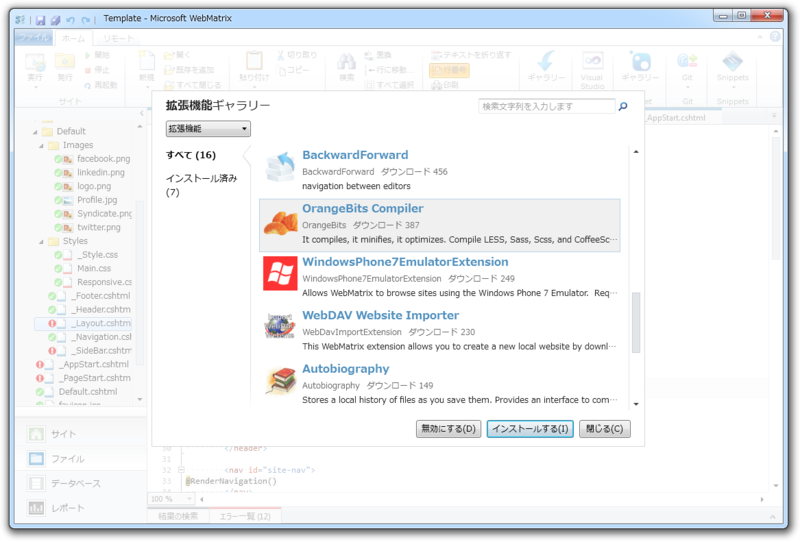 Template - Microsoft WebMatrix
ファイル ホーム リモート
実行
発行
開始
停止
再起動
新規
開く
既存を追加
すべて閉じる
貼り付け
切り取り
コピー
検索
置換
行に移動...
すべて選択
テキストを折り返す
行番号
印刷
ギャラリー
Visual Studio
ギャラリー
Git
Snippets
サイト
Git
Snippets
_AppStart.cshtml
Default
Images
facebook.png
linkedin.png
logo.png
Profile.jpg
Syndicate.png
twitter.png
Styles
_Style.css
Main.css
Responsive.css
_Footer.cshtml
_Header.cshtml
_Layout.cshtm
_Navigation.csh
_SideBar.cshtm
_AppStart.cshtml
_PageStart.cshtm
Default.cshtml
favicon.ico
サイト
ファイル
データベース
レポート
拡張機能ギャラリー
検索文字列を入力します
拡張機能
すべて (16)
インストール済み
(7)
BackwardForward
BackwardForward ダウンロード 456
navigation between editors
OrangeBits Compiler
OrangeBits ダウンロード 387
It compiles, it minifies, it optimizes. Compile LESS, Sass, Scss, and CoffeeSc…
WindowsPhone7EmulatorExtension
WindowsPhone7EmulatorExtension ダウンロード 249
Allows WebMatrix to browse sites using the Windows Phone 7 Emulator. Req…
WebDAV Website Importer
WebDavImportExtension ダウンロード 230
This WebMatrix extension allows you to create a new local website by downl…
Autobiography
Autobiography ダウンロード 149
Stores a local history of files as you save them. Provides an interface to com…
無効にする(D) インストールする(I) 閉じる(C)
30 </header>
31
32 <nav id="site-nav">
33 @RenderNavigation()
</nav>
100 %
結果の検索 エラー一覧 (12)